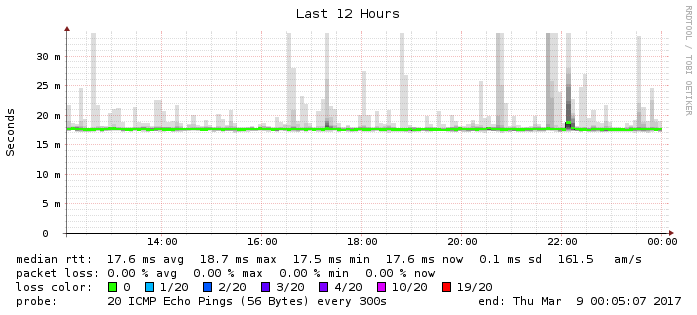 Last 12 Hours
RRDTOOL / TOBI OETIKER
Seconds
30 m
25 m
20 m
15 m
10 m
5 m
0
14:00 16:00 18:00 20:00 22:00 00:00
median rtt: 17.6 ms avg 18.7 ms max 17.5 ms min 17.6 ms now 0.1 ms sd 161.5 am/s
packet loss: 0.00 % avg 0.00 % max 0.00 % min 0.00 % now
loss color: 0 1/20 2/20 3/20 4/20 10/20 19/20
probe: 20 ICMP Echo Pings (56 Bytes) every 300s end: Thu Mar 9 00:05:07 2017